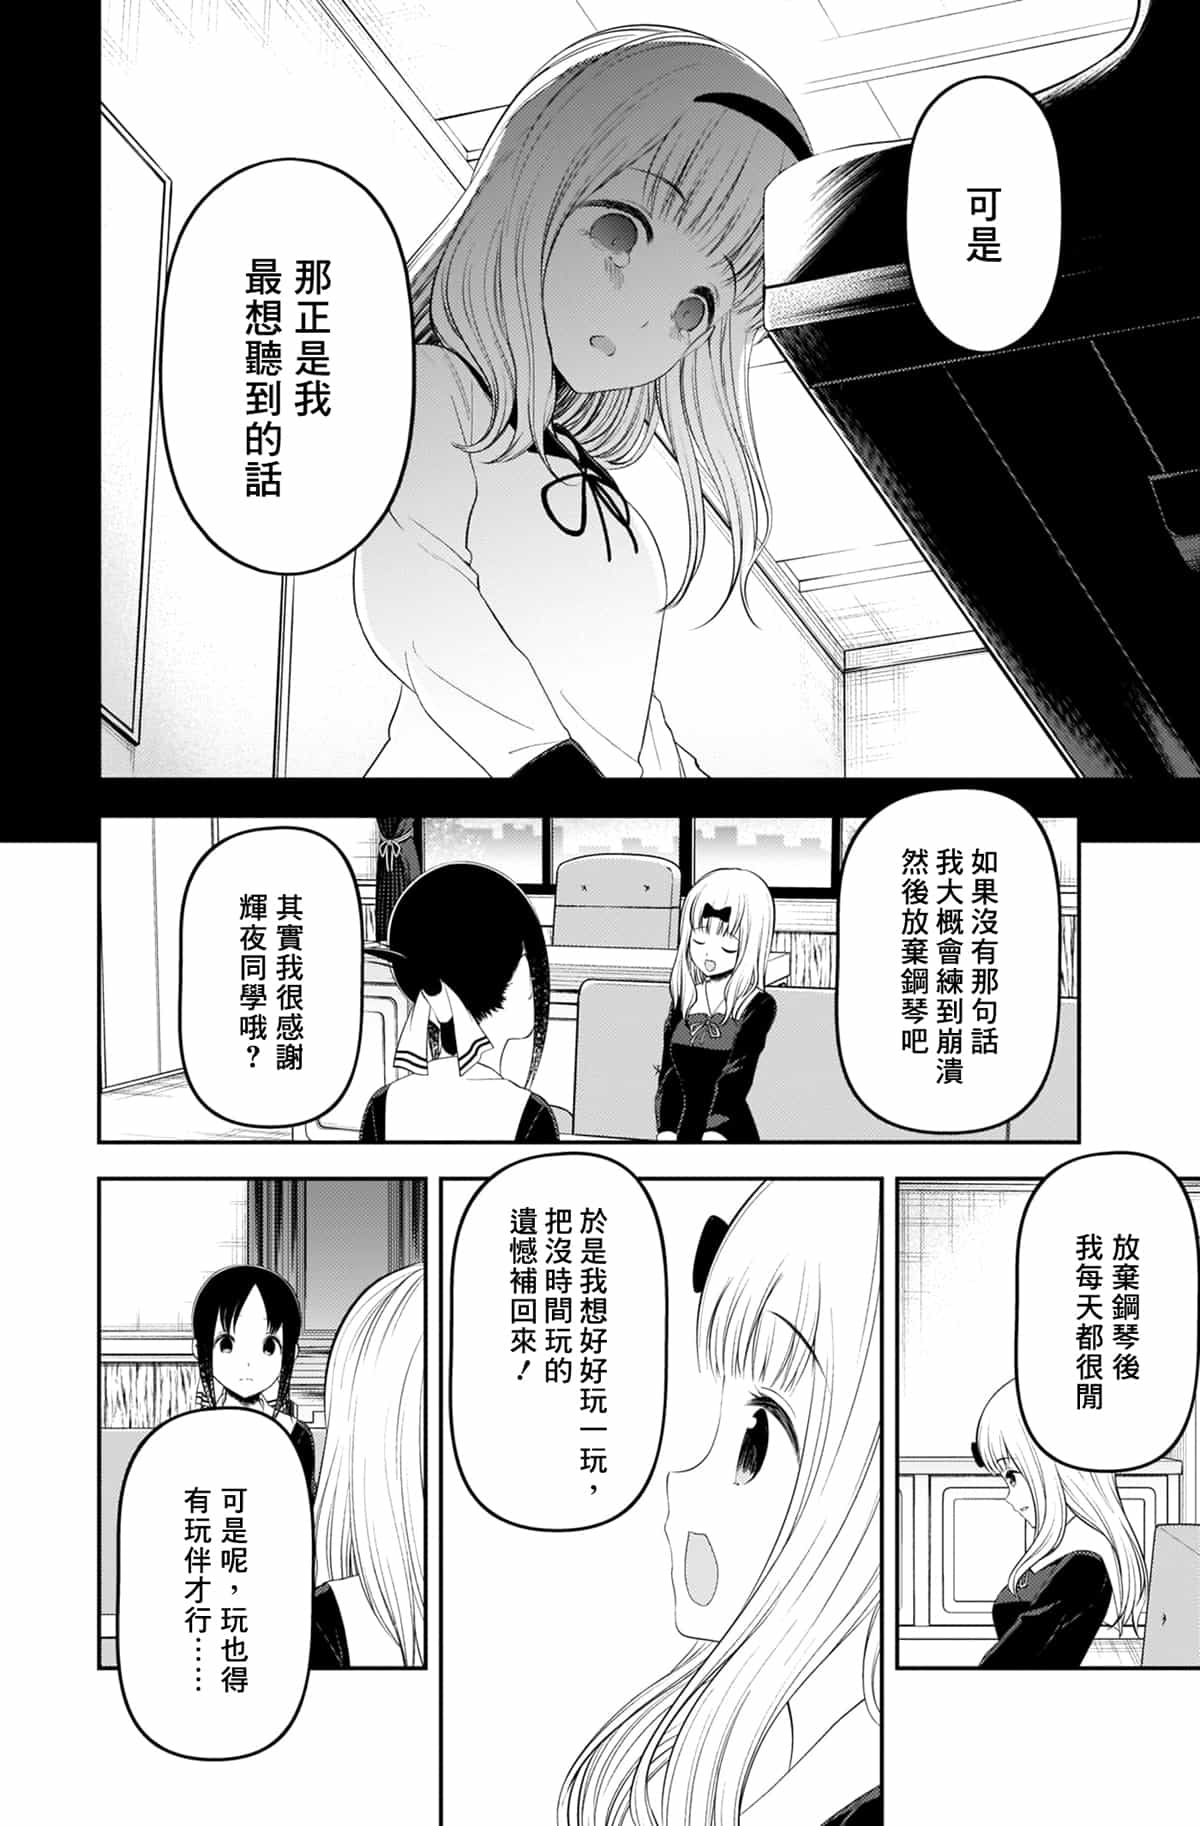 可是
那正是我
最想聽到的話
如果沒有那句話
我大概會練到崩潰
然後放棄鋼琴吧
其實我很感謝
輝夜同學哦？
放棄鋼琴後
我每天都很閒
於是我想好好玩一玩，
把沒時間玩的
遺憾補回來！
可是呢，玩也得
有玩伴才行……